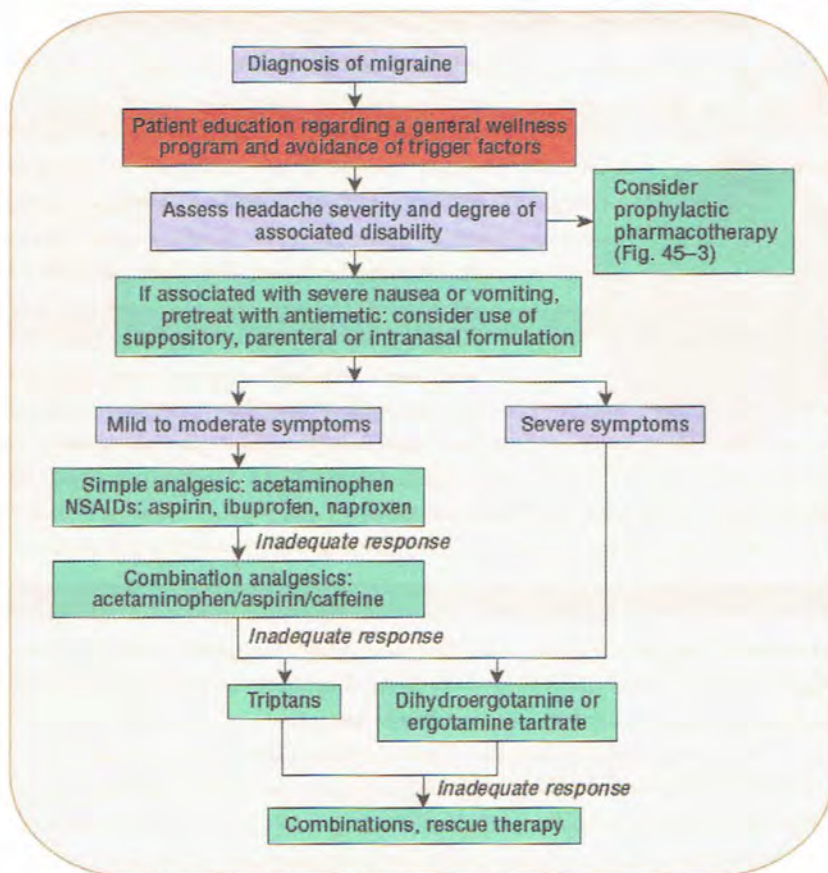 Diagnosis of migraine
Patient education regarding a general wellness
program and avoidance of trigger factors
Assess headache severity and degree of
associated disability
Consider
prophylactic
pharmacotherapy
(Fig. 45–3)
If associated with severe nausea or vomiting,
pretreat with antiemetic: consider use of
suppository, parenteral or intranasal formulation
Mild to moderate symptoms
Severe symptoms
Simple analgesic: acetaminophen
NSAIDs: aspirin, ibuprofen, naproxen
Inadequate response
Combination analgesics:
acetaminophen/aspirin/caffeine
Inadequate response
Triptans
Dihydroergotamine or
ergotamine tartrate
Inadequate response
Combinations, rescue therapy